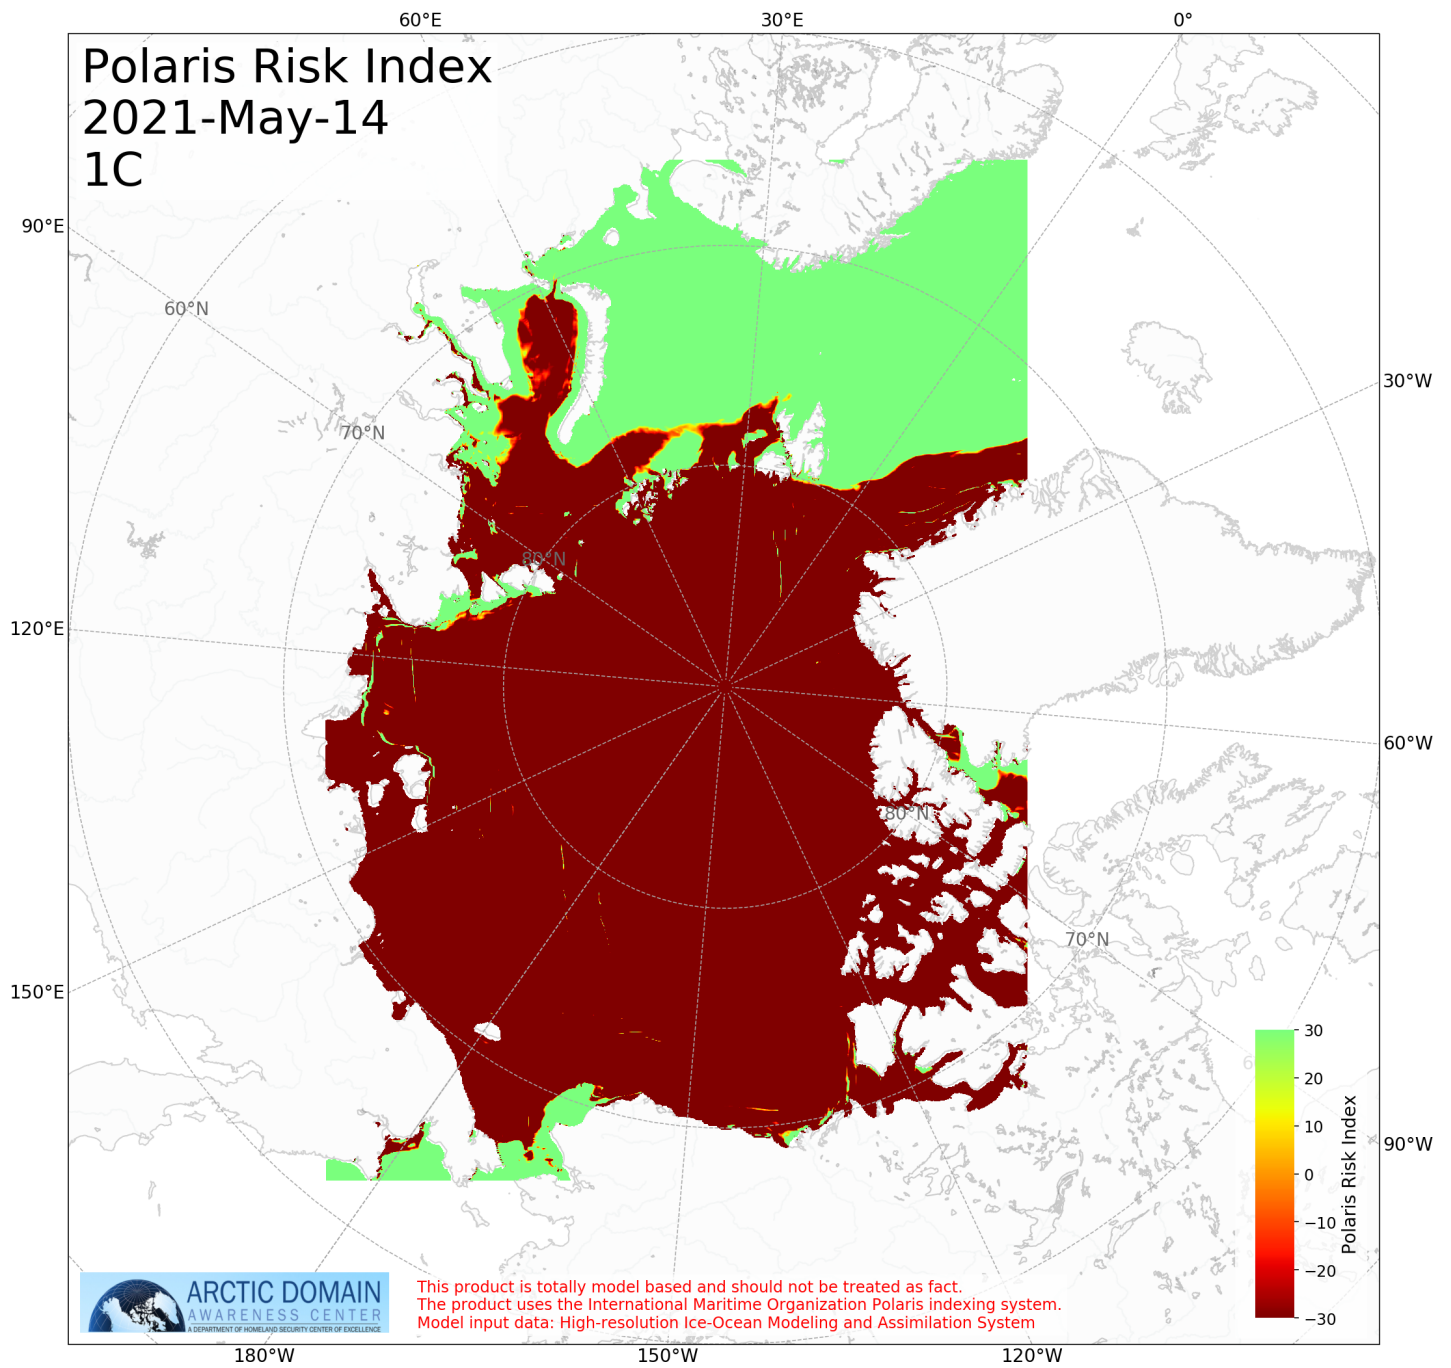 60°E
30°E
0°
Polaris Risk Index
2021-May-14
1C
90°E
60°N
30°W
70°N
80°N
120°E
60°W
80°N
70°N
150°E
30
20
10
0
−10
−20
−30
Polaris Risk Index
90°W
ARCTIC DOMAIN
AWARENESS CENTER
A DEPARTMENT OF HOMELAND SECURITY CENTER OF EXCELLENCE
This product is totally model based and should not be treated as fact.
The product uses the International Maritime Organization Polaris indexing system.
Model input data: High-resolution Ice-Ocean Modeling and Assimilation System
180°W
150°W
120°W